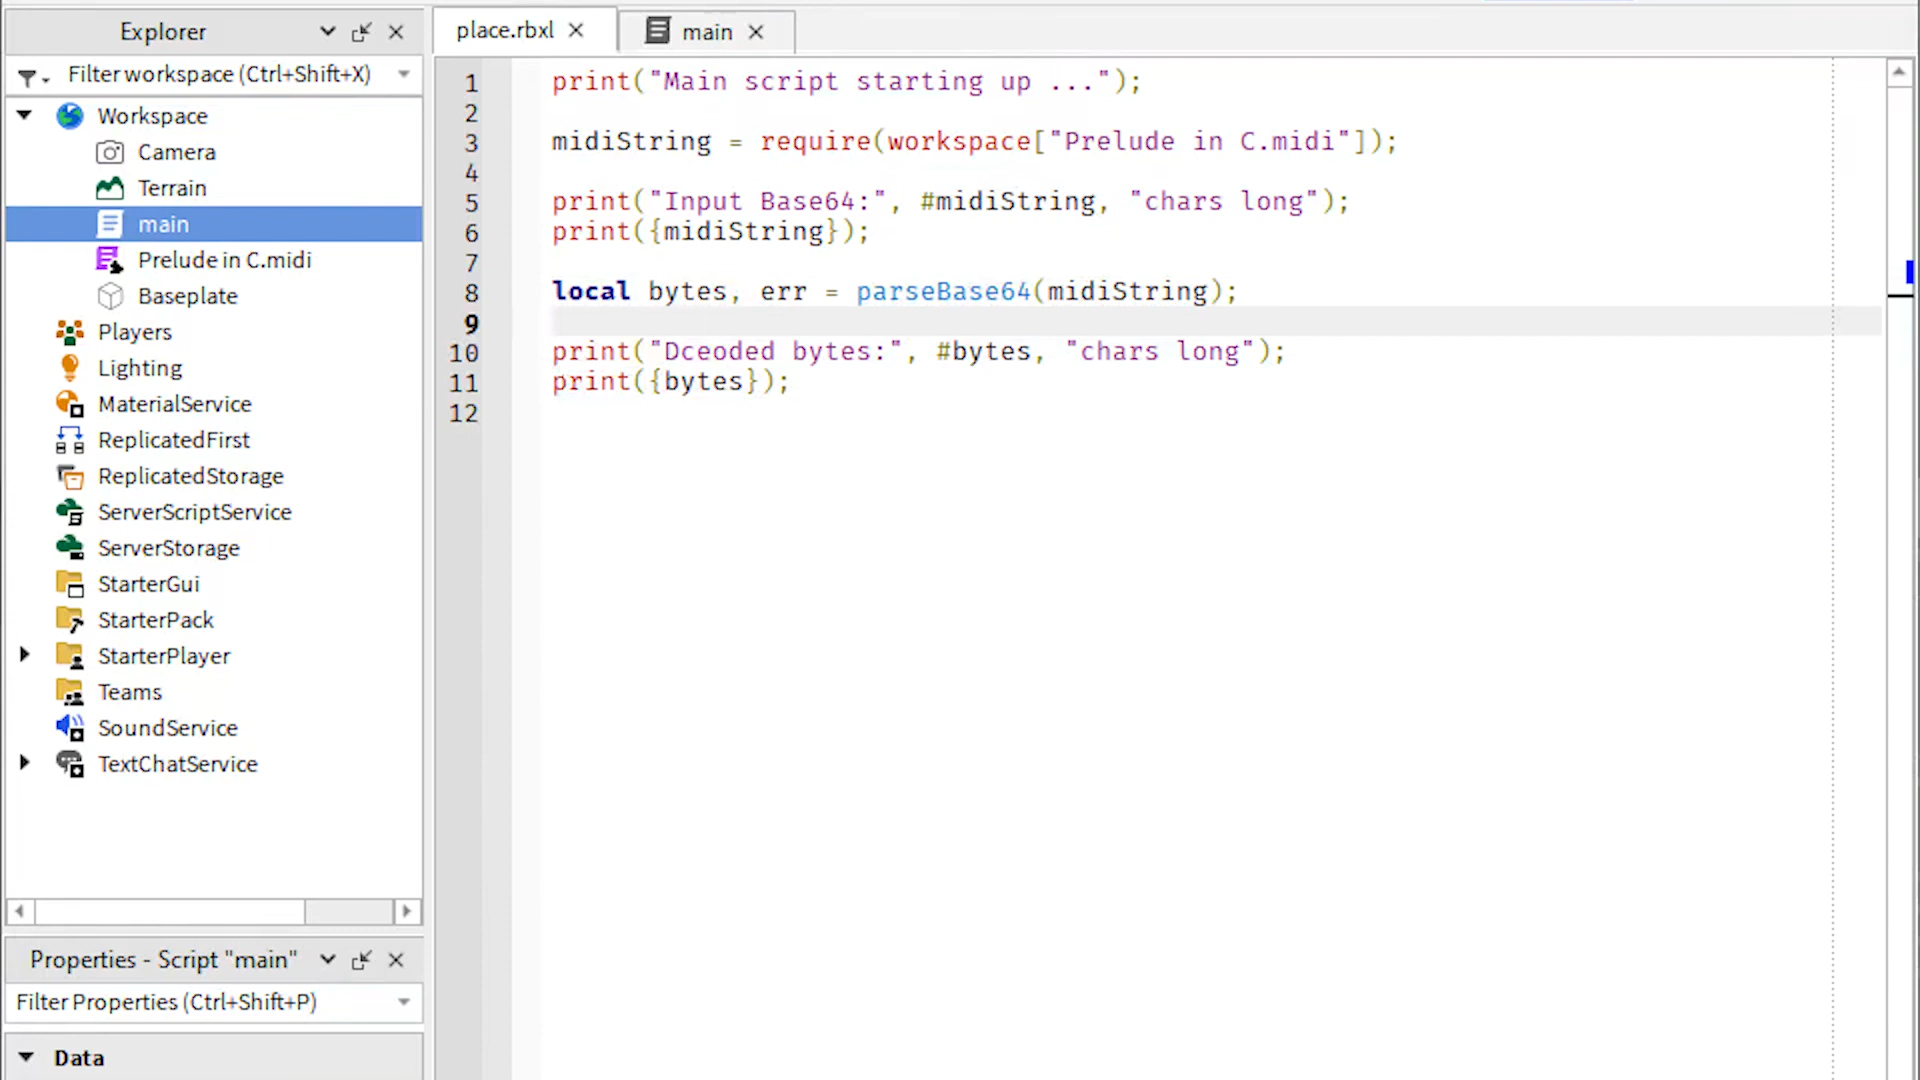 Explorer
Filter workspace (Ctrl+Shift+X)
Workspace
Camera
Terrain
main
Prelude in C.midi
Baseplate
Players
Lighting
MaterialService
ReplicatedFirst
ReplicatedStorage
ServerScriptService
ServerStorage
StarterGui
StarterPack
StarterPlayer
Teams
SoundService
TextChatService
Properties - Script "main"
Filter Properties (Ctrl+Shift+P)
Data
place.rbxl
main
1 print("Main script starting up ...");
2
3 midiString = require(workspace["Prelude in C.midi"]);
4
5 print("Input Base64:", #midiString, "chars long");
6 print({midiString});
7
8 local bytes, err = parseBase64(midiString);
9
10 print("Dceoded bytes:", #bytes, "chars long");
11 print({bytes});
12